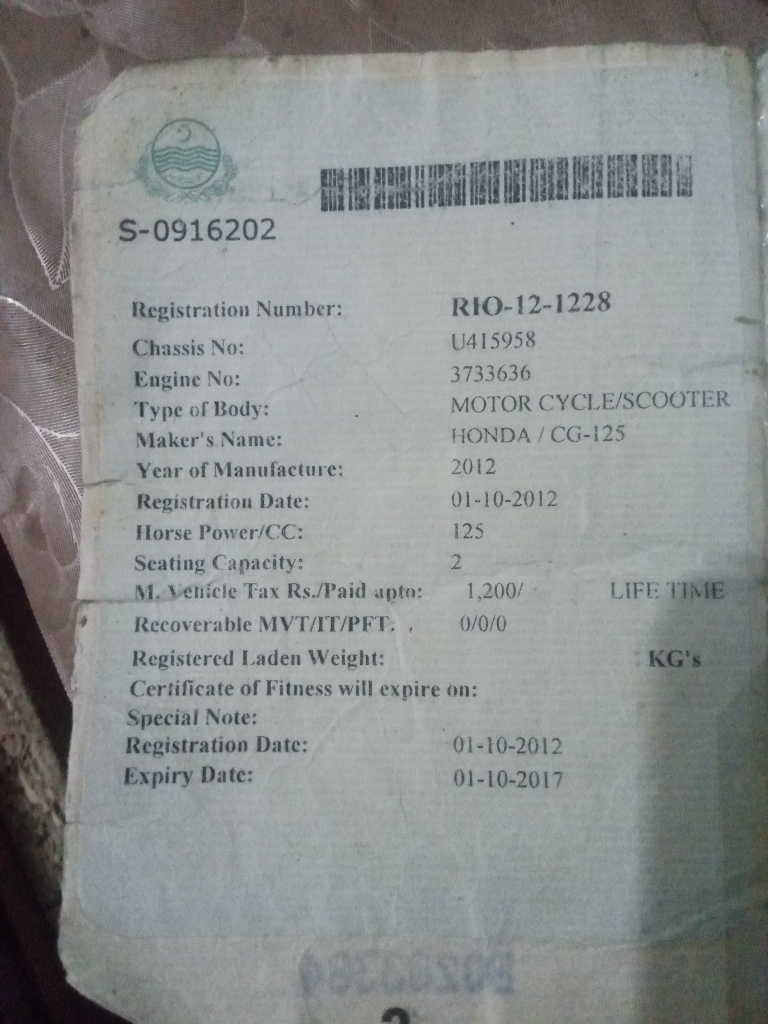 S-0916202
Registration Number: RIO-12-1228
Chassis No: U415958
Engine No: 3733636
Type of Body: MOTOR CYCLE/SCOOTER
Maker's Name: HONDA / CG-125
Year of Manufacture: 2012
Registration Date: 01-10-2012
Horse Power/CC: 125
Seating Capacity: 2
M. Vehicle Tax Rs./Paid upto: 1,200/ LIFE TIME
Recoverable MVT/IT/PFT. 0/0/0
Registered Laden Weight: KG's
Certificate of Fitness will expire on:
Special Note:
Registration Date: 01-10-2012
Expiry Date: 01-10-2017